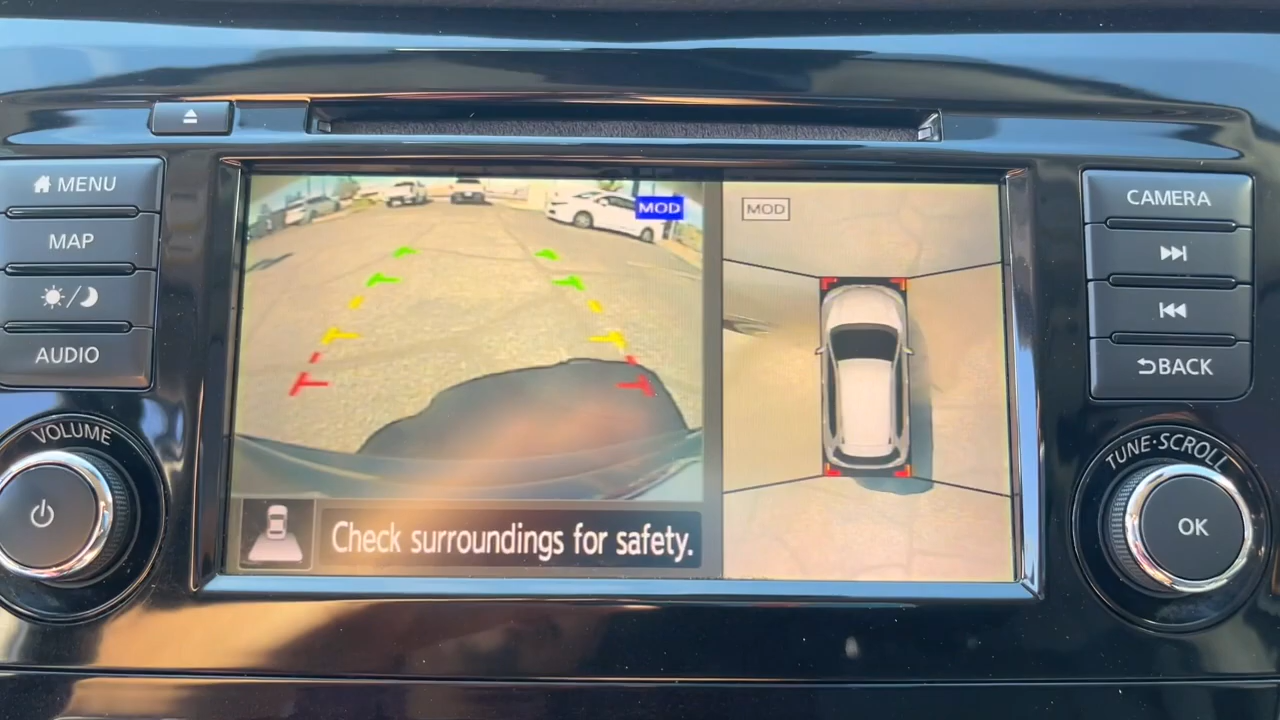 MENU
MAP
AUDIO
VOLUME
MOD
MOD
Check surroundings for safety.
CAMERA
BACK
TUNE·SCROLL
OK